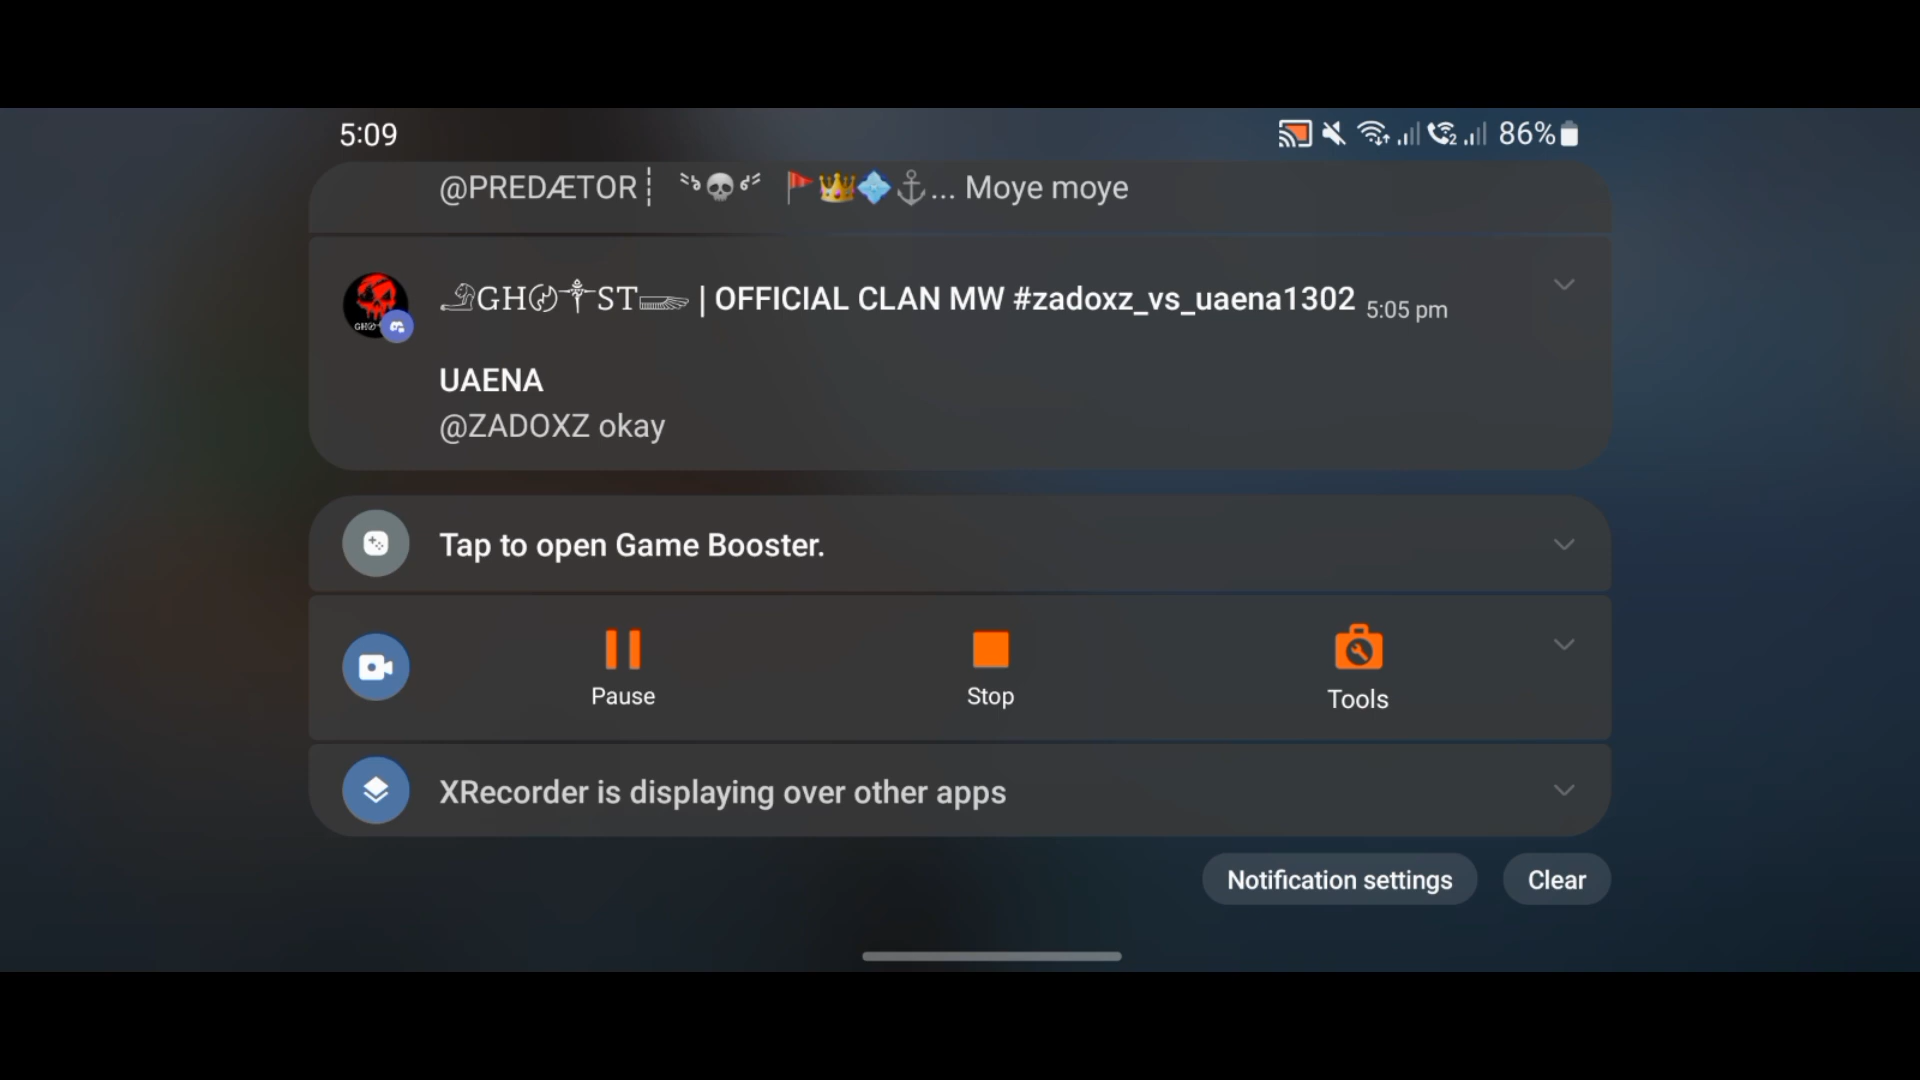 5:09
86%
@PREDÆTOR┊ 💀 🚩👑💠⚓... Moye moye
GH〄⸸ST | OFFICIAL CLAN MW #zadoxz_vs_uaena1302 5:05 pm
UAENA
@ZADOXZ okay
Tap to open Game Booster.
Pause
Stop
Tools
XRecorder is displaying over other apps
Notification settings
Clear